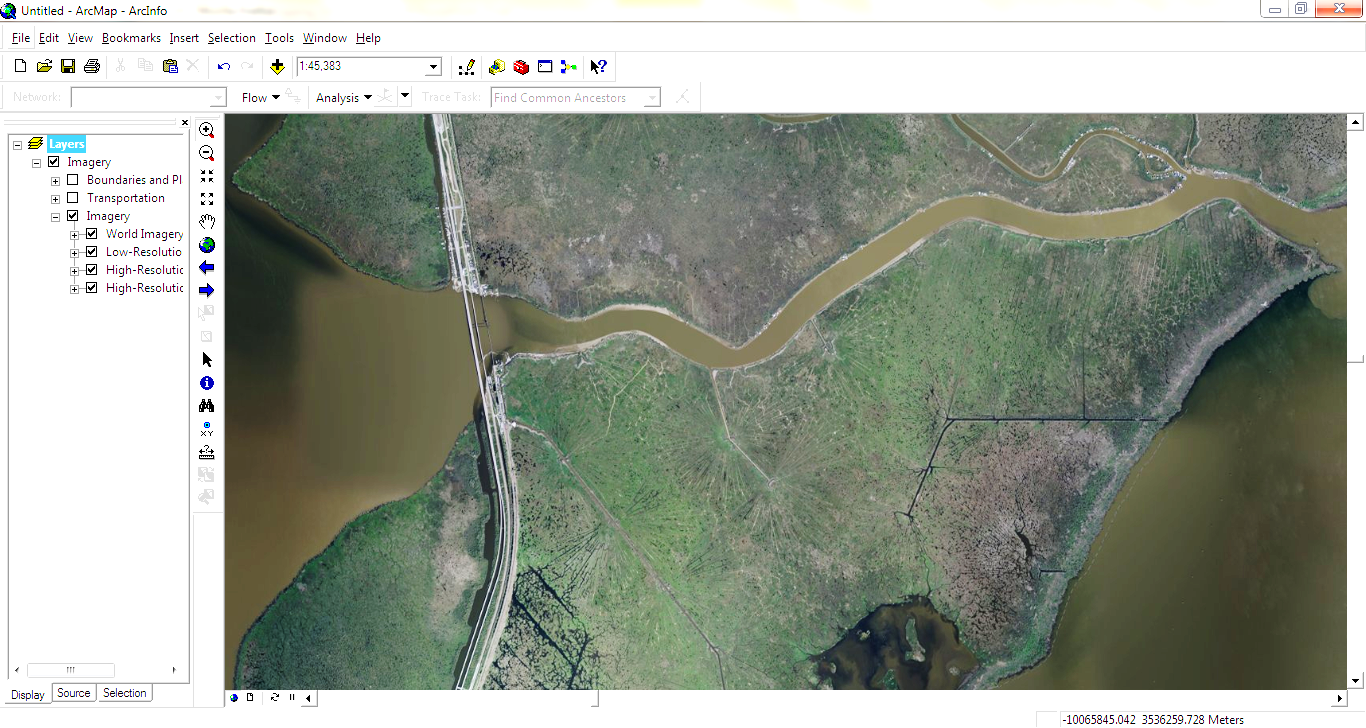 Untitled - ArcMap - ArcInfo
File Edit View Bookmarks Insert Selection Tools Window Help
1:45,383
Network: Flow Analysis Trace Task: Find Common Ancestors
Layers
Imagery
Boundaries and Pl
Transportation
Imagery
World Imagery
Low-Resolutio
High-Resolutic
High-Resolutic
XY
Display Source Selection
-10065845.042 3536259.728 Meters